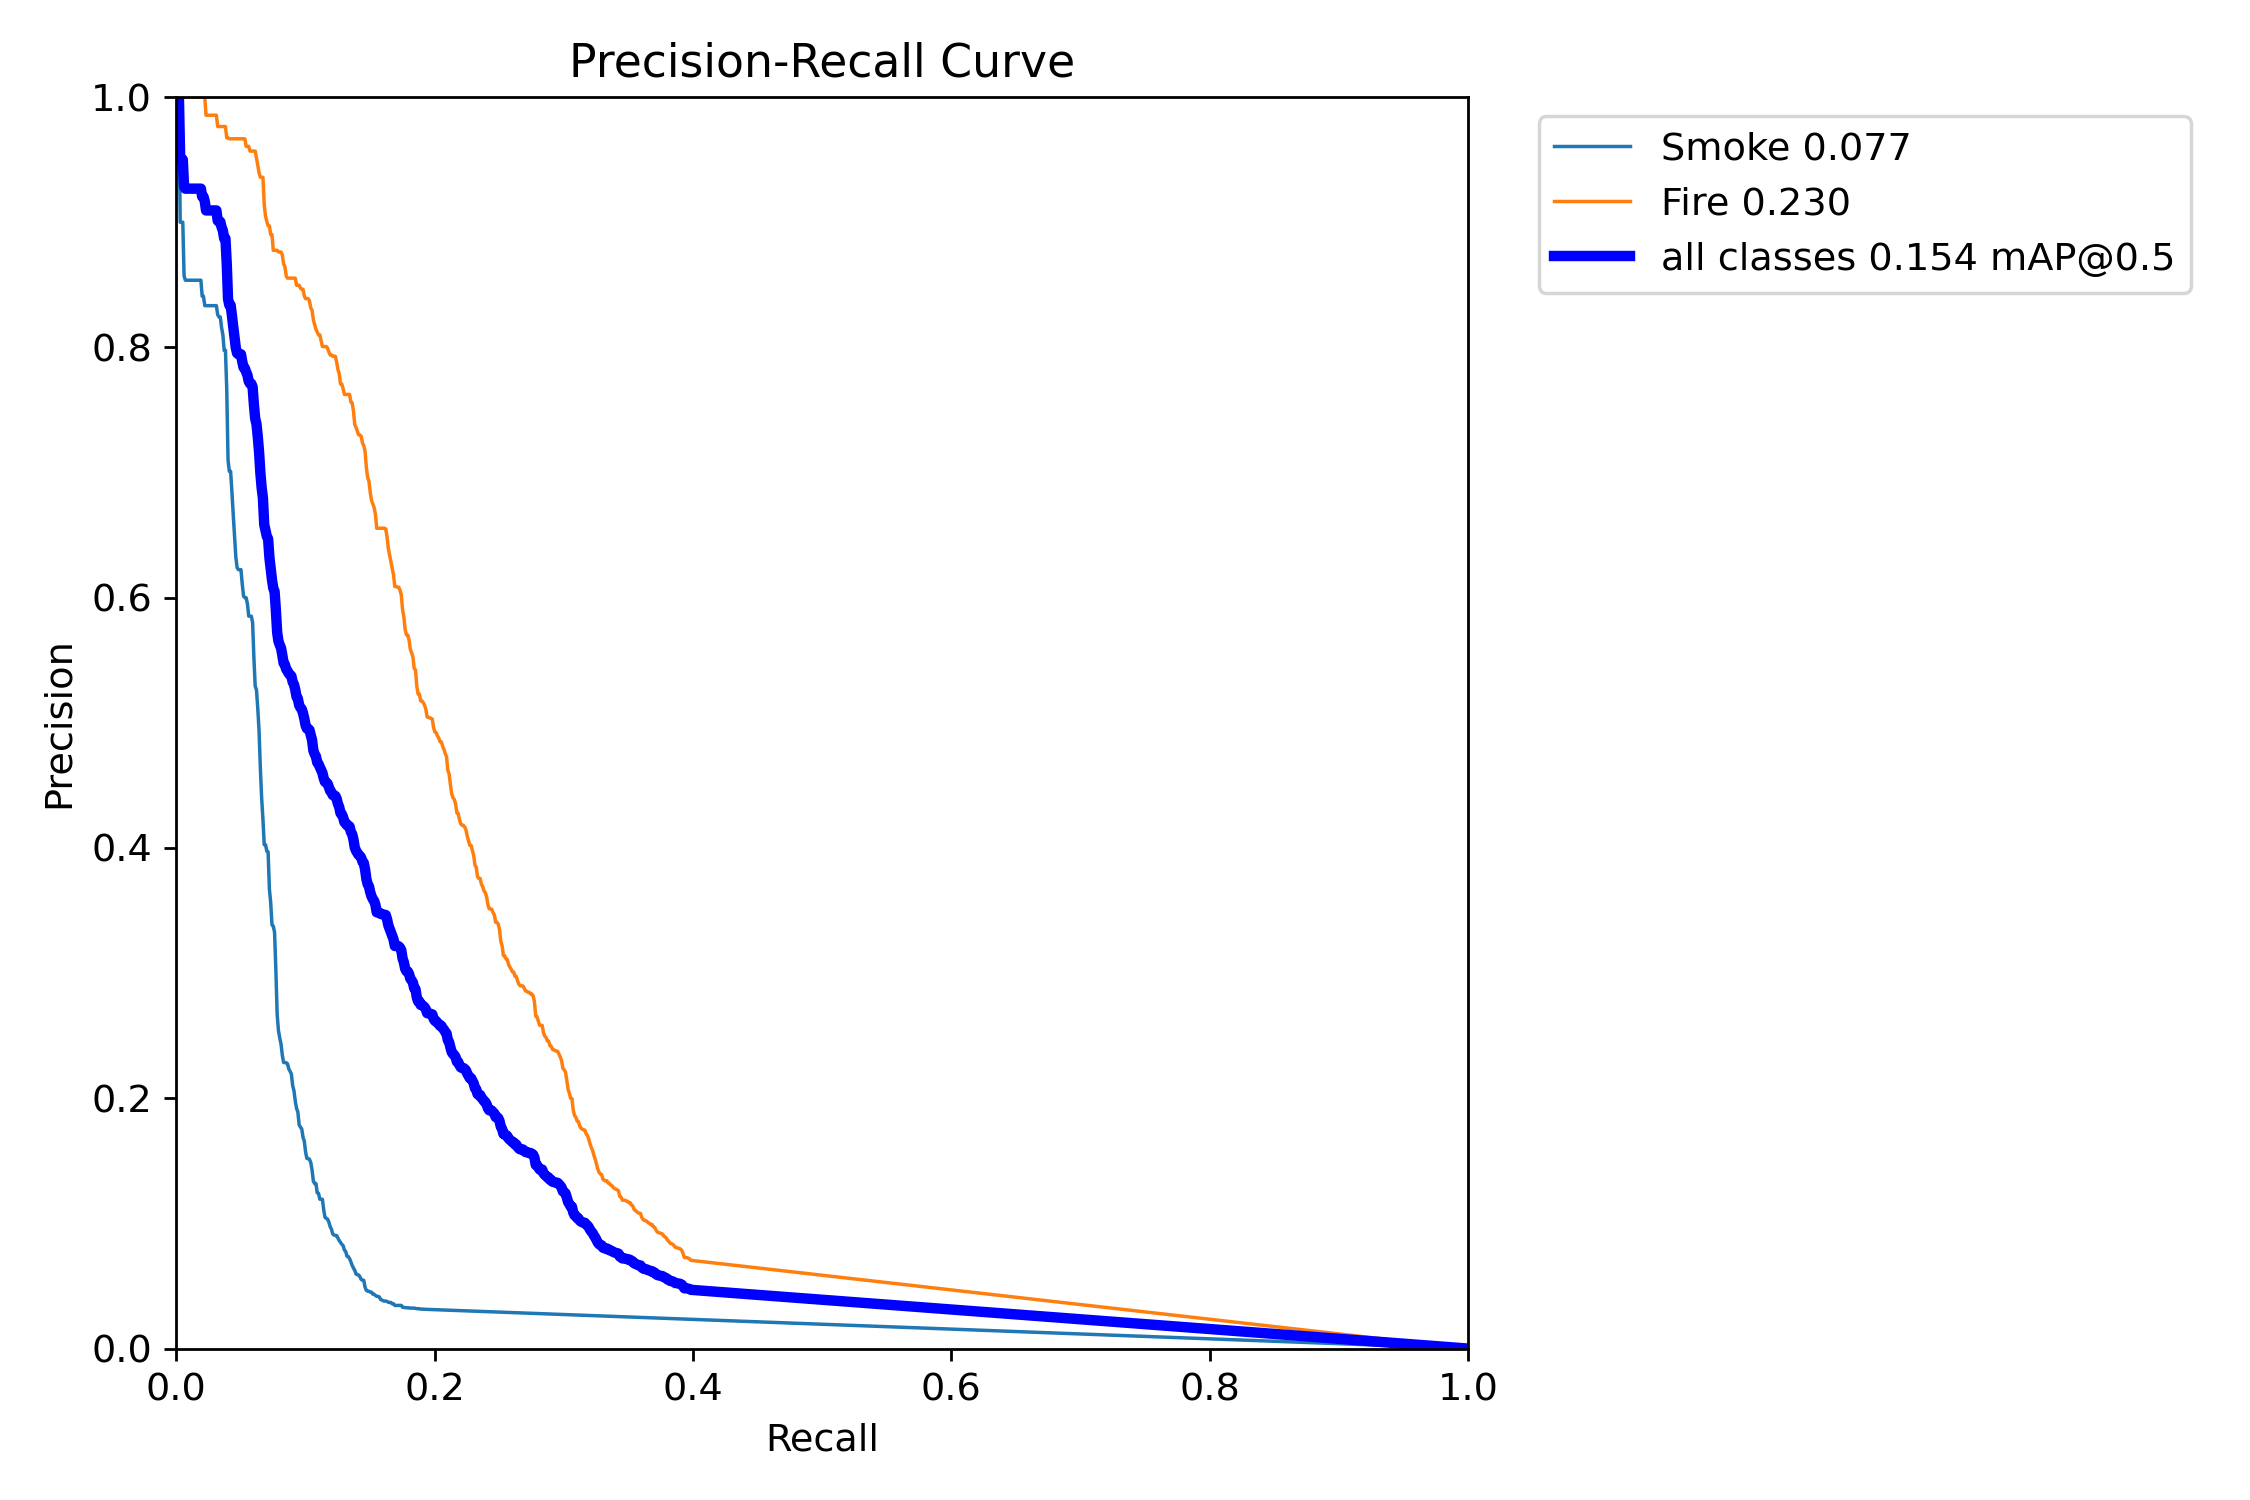 Precision-Recall Curve
1.0
0.8
0.6
0.4
0.2
0.0
Precision
0.0 0.2 0.4 0.6 0.8 1.0
Recall
Smoke 0.077
Fire 0.230
all classes 0.154 mAP@0.5